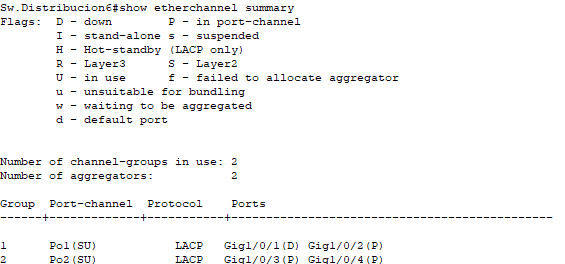 Sw.Distribucion6#show etherchannel summary
Flags:  D - down        P - in port-channel
        I - stand-alone s - suspended
        H - Hot-standby (LACP only)
        R - Layer3      S - Layer2
        U - in use      f - failed to allocate aggregator
        u - unsuitable for bundling
        w - waiting to be aggregated
        d - default port
Number of channel-groups in use: 2
Number of aggregators:           2
Group  Port-channel  Protocol    Ports
------+-------------+-----------+----------------------------------------------
1      Po1(SU)           LACP   Gig1/0/1(D) Gig1/0/2(P)
2      Po2(SU)           LACP   Gig1/0/3(P) Gig1/0/4(P)